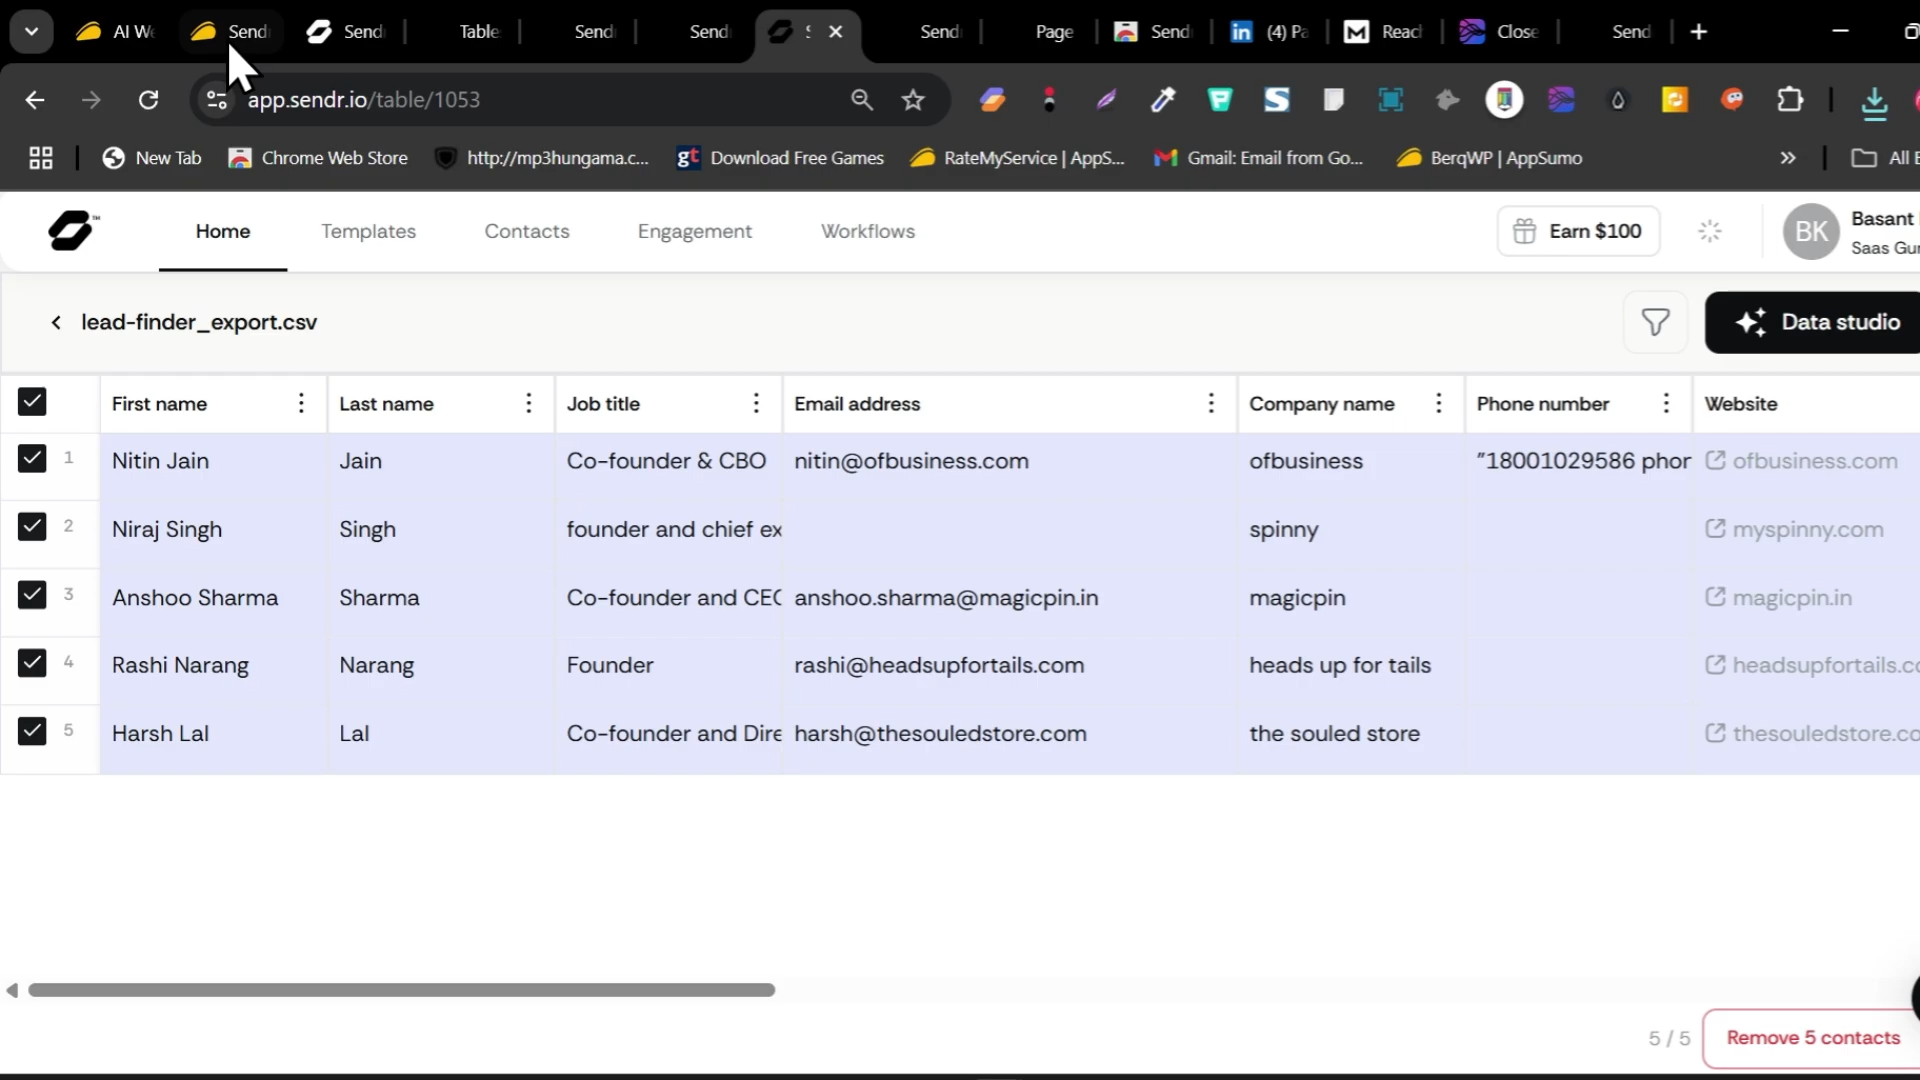 AI We
Send
Send
Table
Send
Send
S
Send
Page
Send
(4) Pa
Reach
Close
Send
app.sendr.io/table/1053
New Tab
Chrome Web Store
http://mp3hungama.c...
Download Free Games
RateMyService | AppS...
Gmail: Email from Go...
BerqWP | AppSumo
»
All B
Home
Templates
Contacts
Engagement
Workflows
Earn $100
BK
Basant
Saas Gur
lead-finder_export.csv
Data studio
First name
Last name
Job title
Email address
Company name
Phone number
Website
1 Nitin Jain Jain Co-founder & CBO nitin@ofbusiness.com ofbusiness "18001029586 phor ofbusiness.com
2 Niraj Singh Singh founder and chief ex spinny myspinny.com
3 Anshoo Sharma Sharma Co-founder and CEO anshoo.sharma@magicpin.in magicpin magicpin.in
4 Rashi Narang Narang Founder rashi@headsupfortails.com heads up for tails headsupfortails.co
5 Harsh Lal Lal Co-founder and Dire harsh@thesouledstore.com the souled store thesouledstore.co
5 / 5
Remove 5 contacts